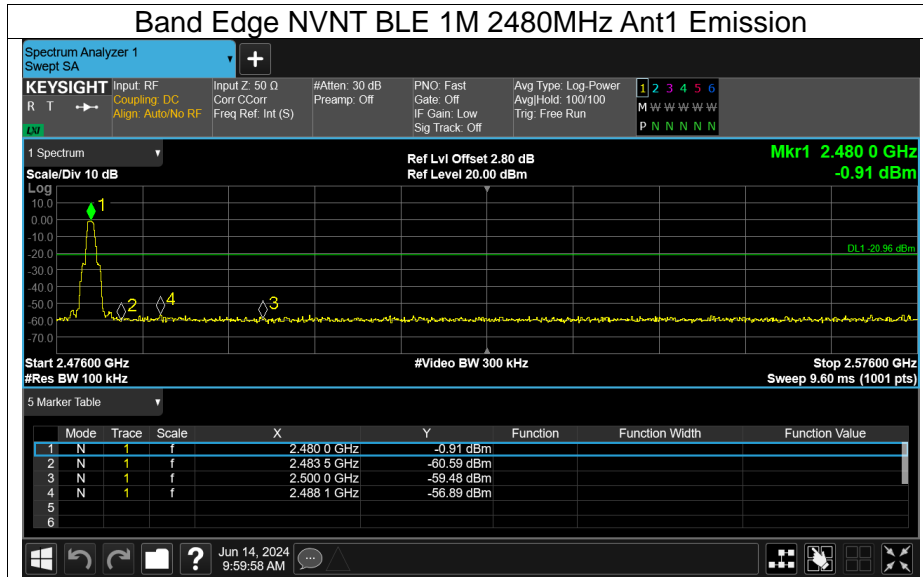 Band Edge NVNT BLE 1M 2480MHz Ant1 Emission
Spectrum Analyzer 1
Swept SA
+
KEYSIGHT
R T
LXI
Input: RF
Coupling: DC
Align: Auto/No RF
Input Z: 50 Ω
Corr CCorr
Freq Ref: Int (S)
#Atten: 30 dB
Preamp: Off
PNO: Fast
Gate: Off
IF Gain: Low
Sig Track: Off
Avg Type: Log-Power
Avg|Hold: 100/100
Trig: Free Run
1 2 3 4 5 6
M W W W W W
P N N N N N
1 Spectrum
Scale/Div 10 dB
Ref Lvl Offset 2.80 dB
Ref Level 20.00 dBm
Mkr1 2.480 0 GHz
-0.91 dBm
Log
10.0
0.00
-10.0
-20.0
-30.0
-40.0
-50.0
-60.0
-70.0
1
2
4
3
DL1 -20.96 dBm
Start 2.47600 GHz
#Video BW 300 kHz
Stop 2.57600 GHz
#Res BW 100 kHz
Sweep 9.60 ms (1001 pts)
5 Marker Table
Mode Trace Scale X Y Function Function Width Function Value
1 N 1 f 2.480 0 GHz -0.91 dBm
2 N 1 f 2.483 5 GHz -60.59 dBm
3 N 1 f 2.500 0 GHz -59.48 dBm
4 N 1 f 2.488 1 GHz -56.89 dBm
5
6
?
Jun 14, 2024
9:59:58 AM